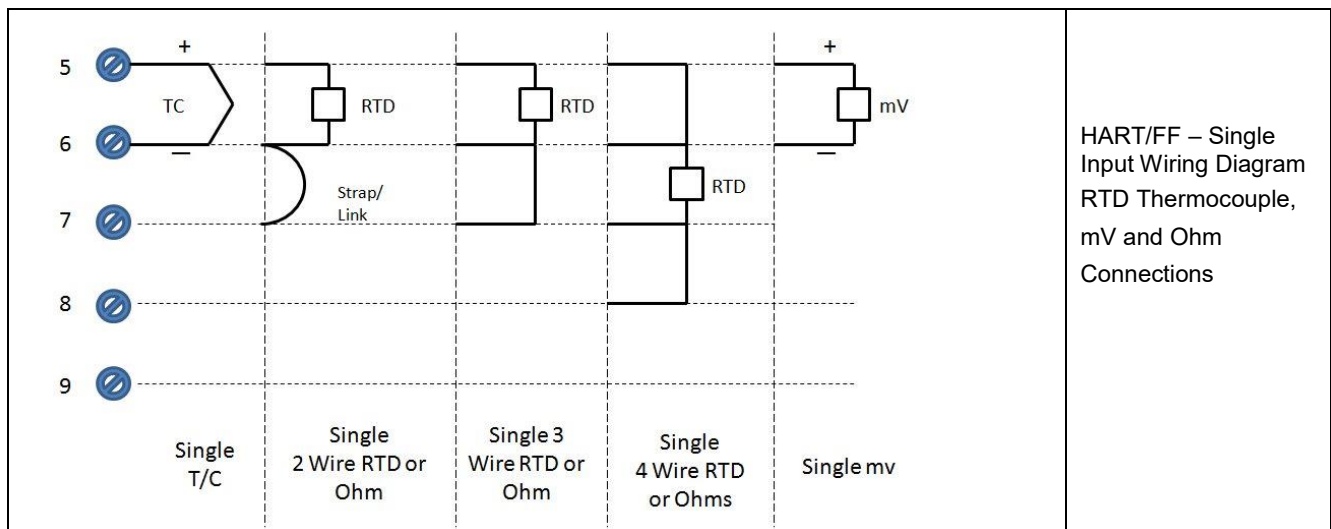 +
5
TC
6
—
7
8
9
RTD
Strap/
Link
RTD
RTD
+
mV
—
Single
T/C
Single
2 Wire RTD or
Ohm
Single 3
Wire RTD or
Ohm
Single
4 Wire RTD
or Ohms
Single mv
HART/FF – Single
Input Wiring Diagram
RTD Thermocouple,
mV and Ohm
Connections